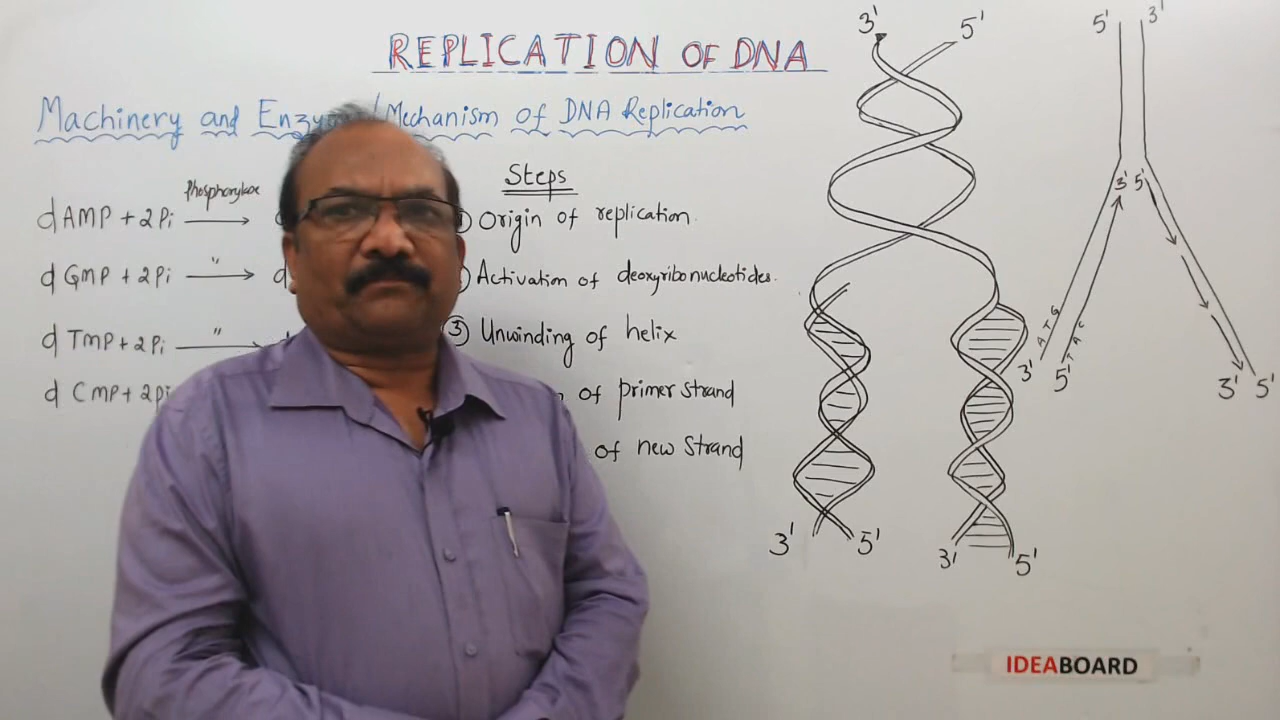 REPLICATION OF DNA
Machinery and Enzym / Mechanism of DNA Replication
Steps
Phosphorylase
dAMP + 2Pi → d
dGMP + 2Pi " → d
dTMP + 2Pi " → d
dCMP + 2Pi
Origin of replication.
Activation of deoxyribonucleotides.
③ Unwinding of helix
of primer strand
of new strand
3' 5'
3' 5'
3' 5'
5' 3'
3' 5'
A T G
T A C
3' 5'
3' 5'
IDEABOARD